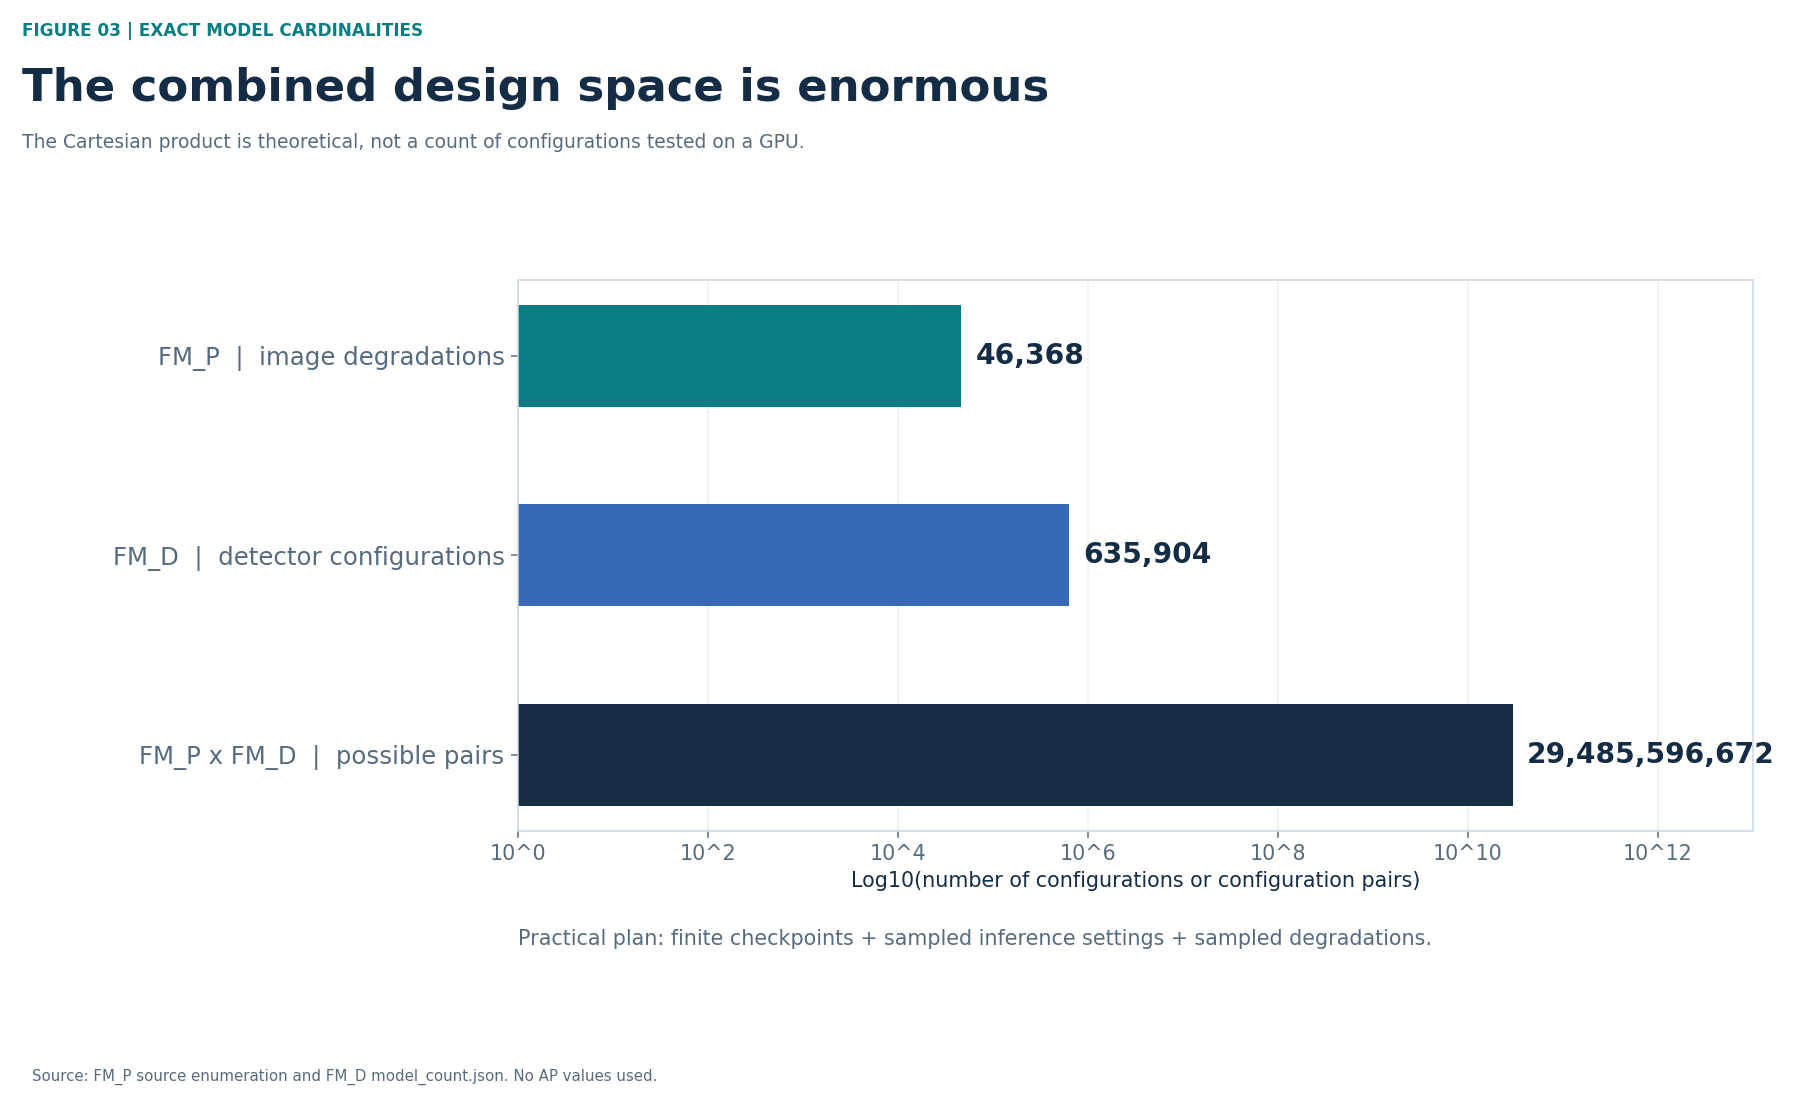 FIGURE 03 | EXACT MODEL CARDINALITIES
The combined design space is enormous
The Cartesian product is theoretical, not a count of configurations tested on a GPU.
FM_P | image degradations
46,368
FM_D | detector configurations
635,904
FM_P x FM_D | possible pairs
29,485,596,672
10^0 10^2 10^4 10^6 10^8 10^10 10^12
Log10(number of configurations or configuration pairs)
Practical plan: finite checkpoints + sampled inference settings + sampled degradations.
Source: FM_P source enumeration and FM_D model_count.json. No AP values used.